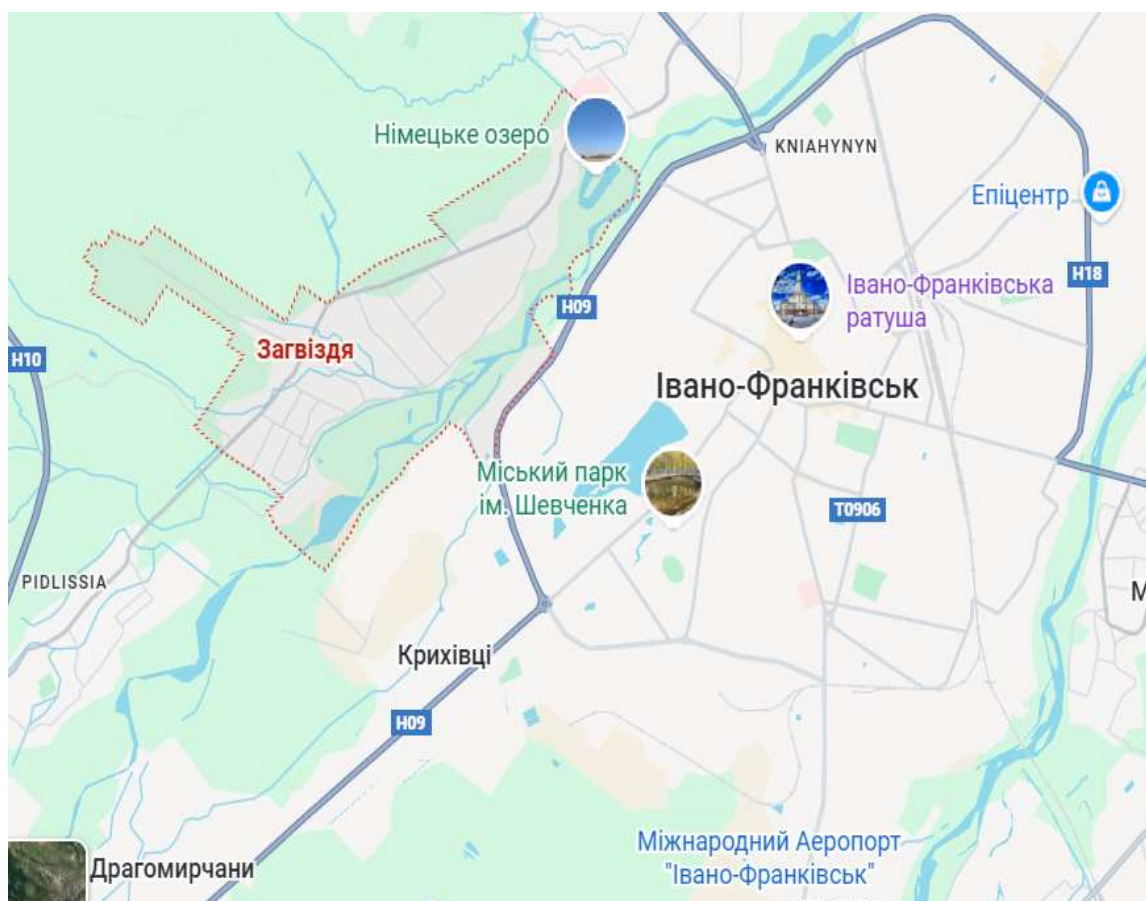 Німецьке озеро
KNIAHYNYN
Епіцентр
H18
Івано-Франківська
ратуша
H09
Загвіздя
H10
Івано-Франківськ
Міський парк
ім. Шевченка
T0906
PIDLISSIA
М
Крихівці
H09
Міжнародний Аеропорт
"Івано-Франківськ"
Драгомирчани